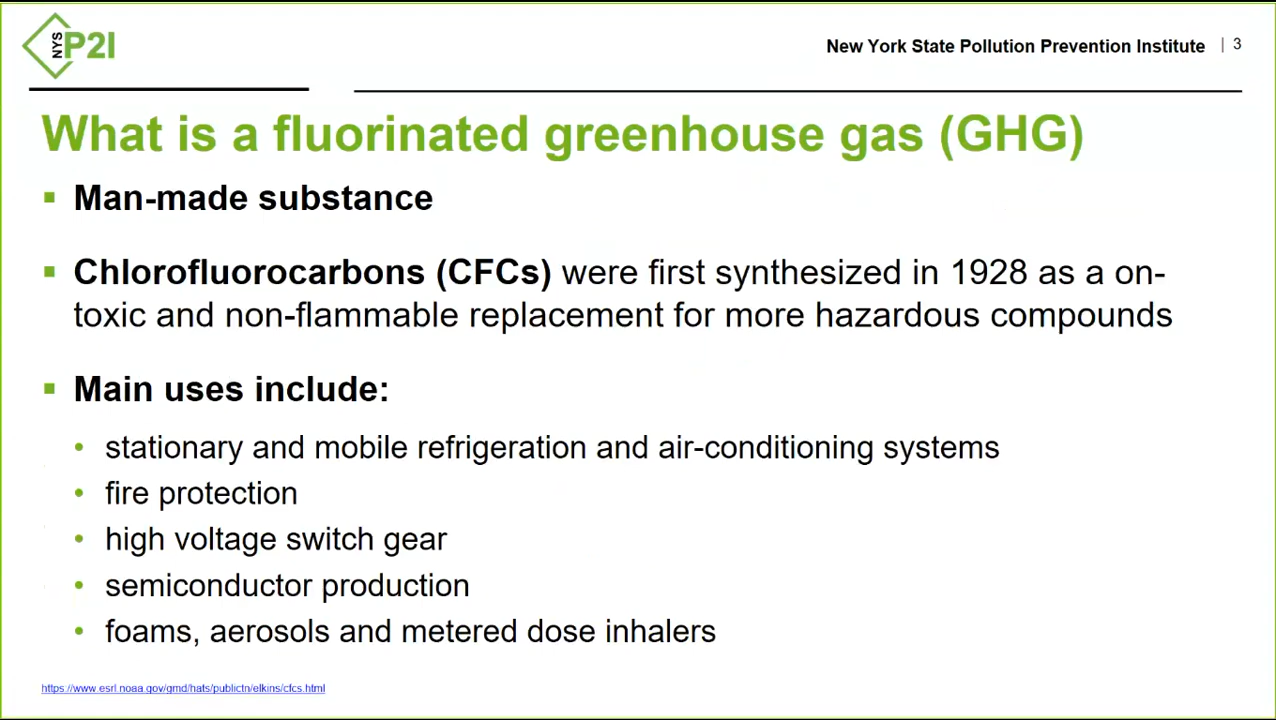 NYS P2I
New York State Pollution Prevention Institute | 3
What is a fluorinated greenhouse gas (GHG)
▪ Man-made substance
▪ Chlorofluorocarbons (CFCs) were first synthesized in 1928 as a on-
toxic and non-flammable replacement for more hazardous compounds
▪ Main uses include:
• stationary and mobile refrigeration and air-conditioning systems
• fire protection
• high voltage switch gear
• semiconductor production
• foams, aerosols and metered dose inhalers
https://www.esrl.noaa.gov/gmd/hats/publictn/elkins/cfcs.html